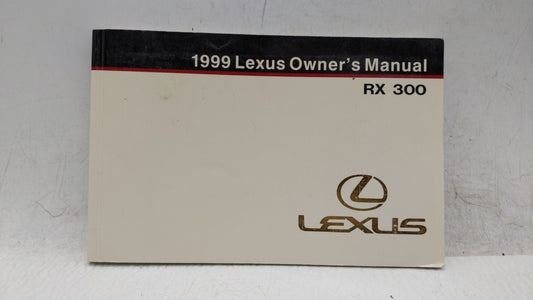 1999 Lexus Owner's Manual
RX 300
LEXUS